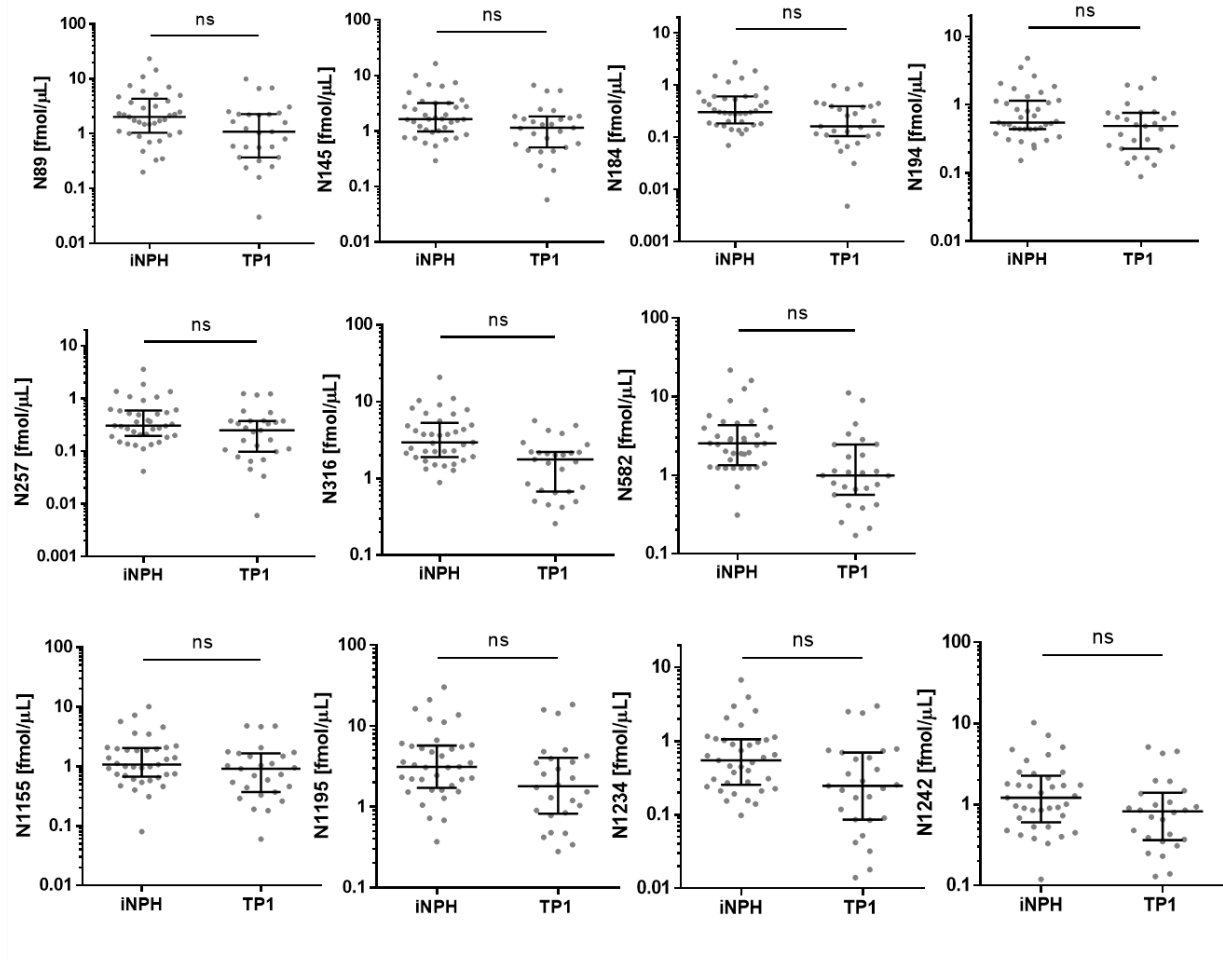 ns
N89 [fmol/μL]
100
10
1
0.1
0.01
iNPH TP1
ns
N145 [fmol/μL]
100
10
1
0.1
0.01
iNPH TP1
ns
N184 [fmol/μL]
10
1
0.1
0.01
0.001
iNPH TP1
ns
N194 [fmol/μL]
10
1
0.1
0.01
iNPH TP1
ns
N257 [fmol/μL]
10
1
0.1
0.01
0.001
iNPH TP1
ns
N316 [fmol/μL]
100
10
1
0.1
iNPH TP1
ns
N582 [fmol/μL]
100
10
1
0.1
iNPH TP1
ns
N1155 [fmol/μL]
100
10
1
0.1
0.01
iNPH TP1
ns
N1195 [fmol/μL]
100
10
1
0.1
iNPH TP1
ns
N1234 [fmol/μL]
10
1
0.1
0.01
iNPH TP1
ns
N1242 [fmol/μL]
100
10
1
0.1
iNPH TP1